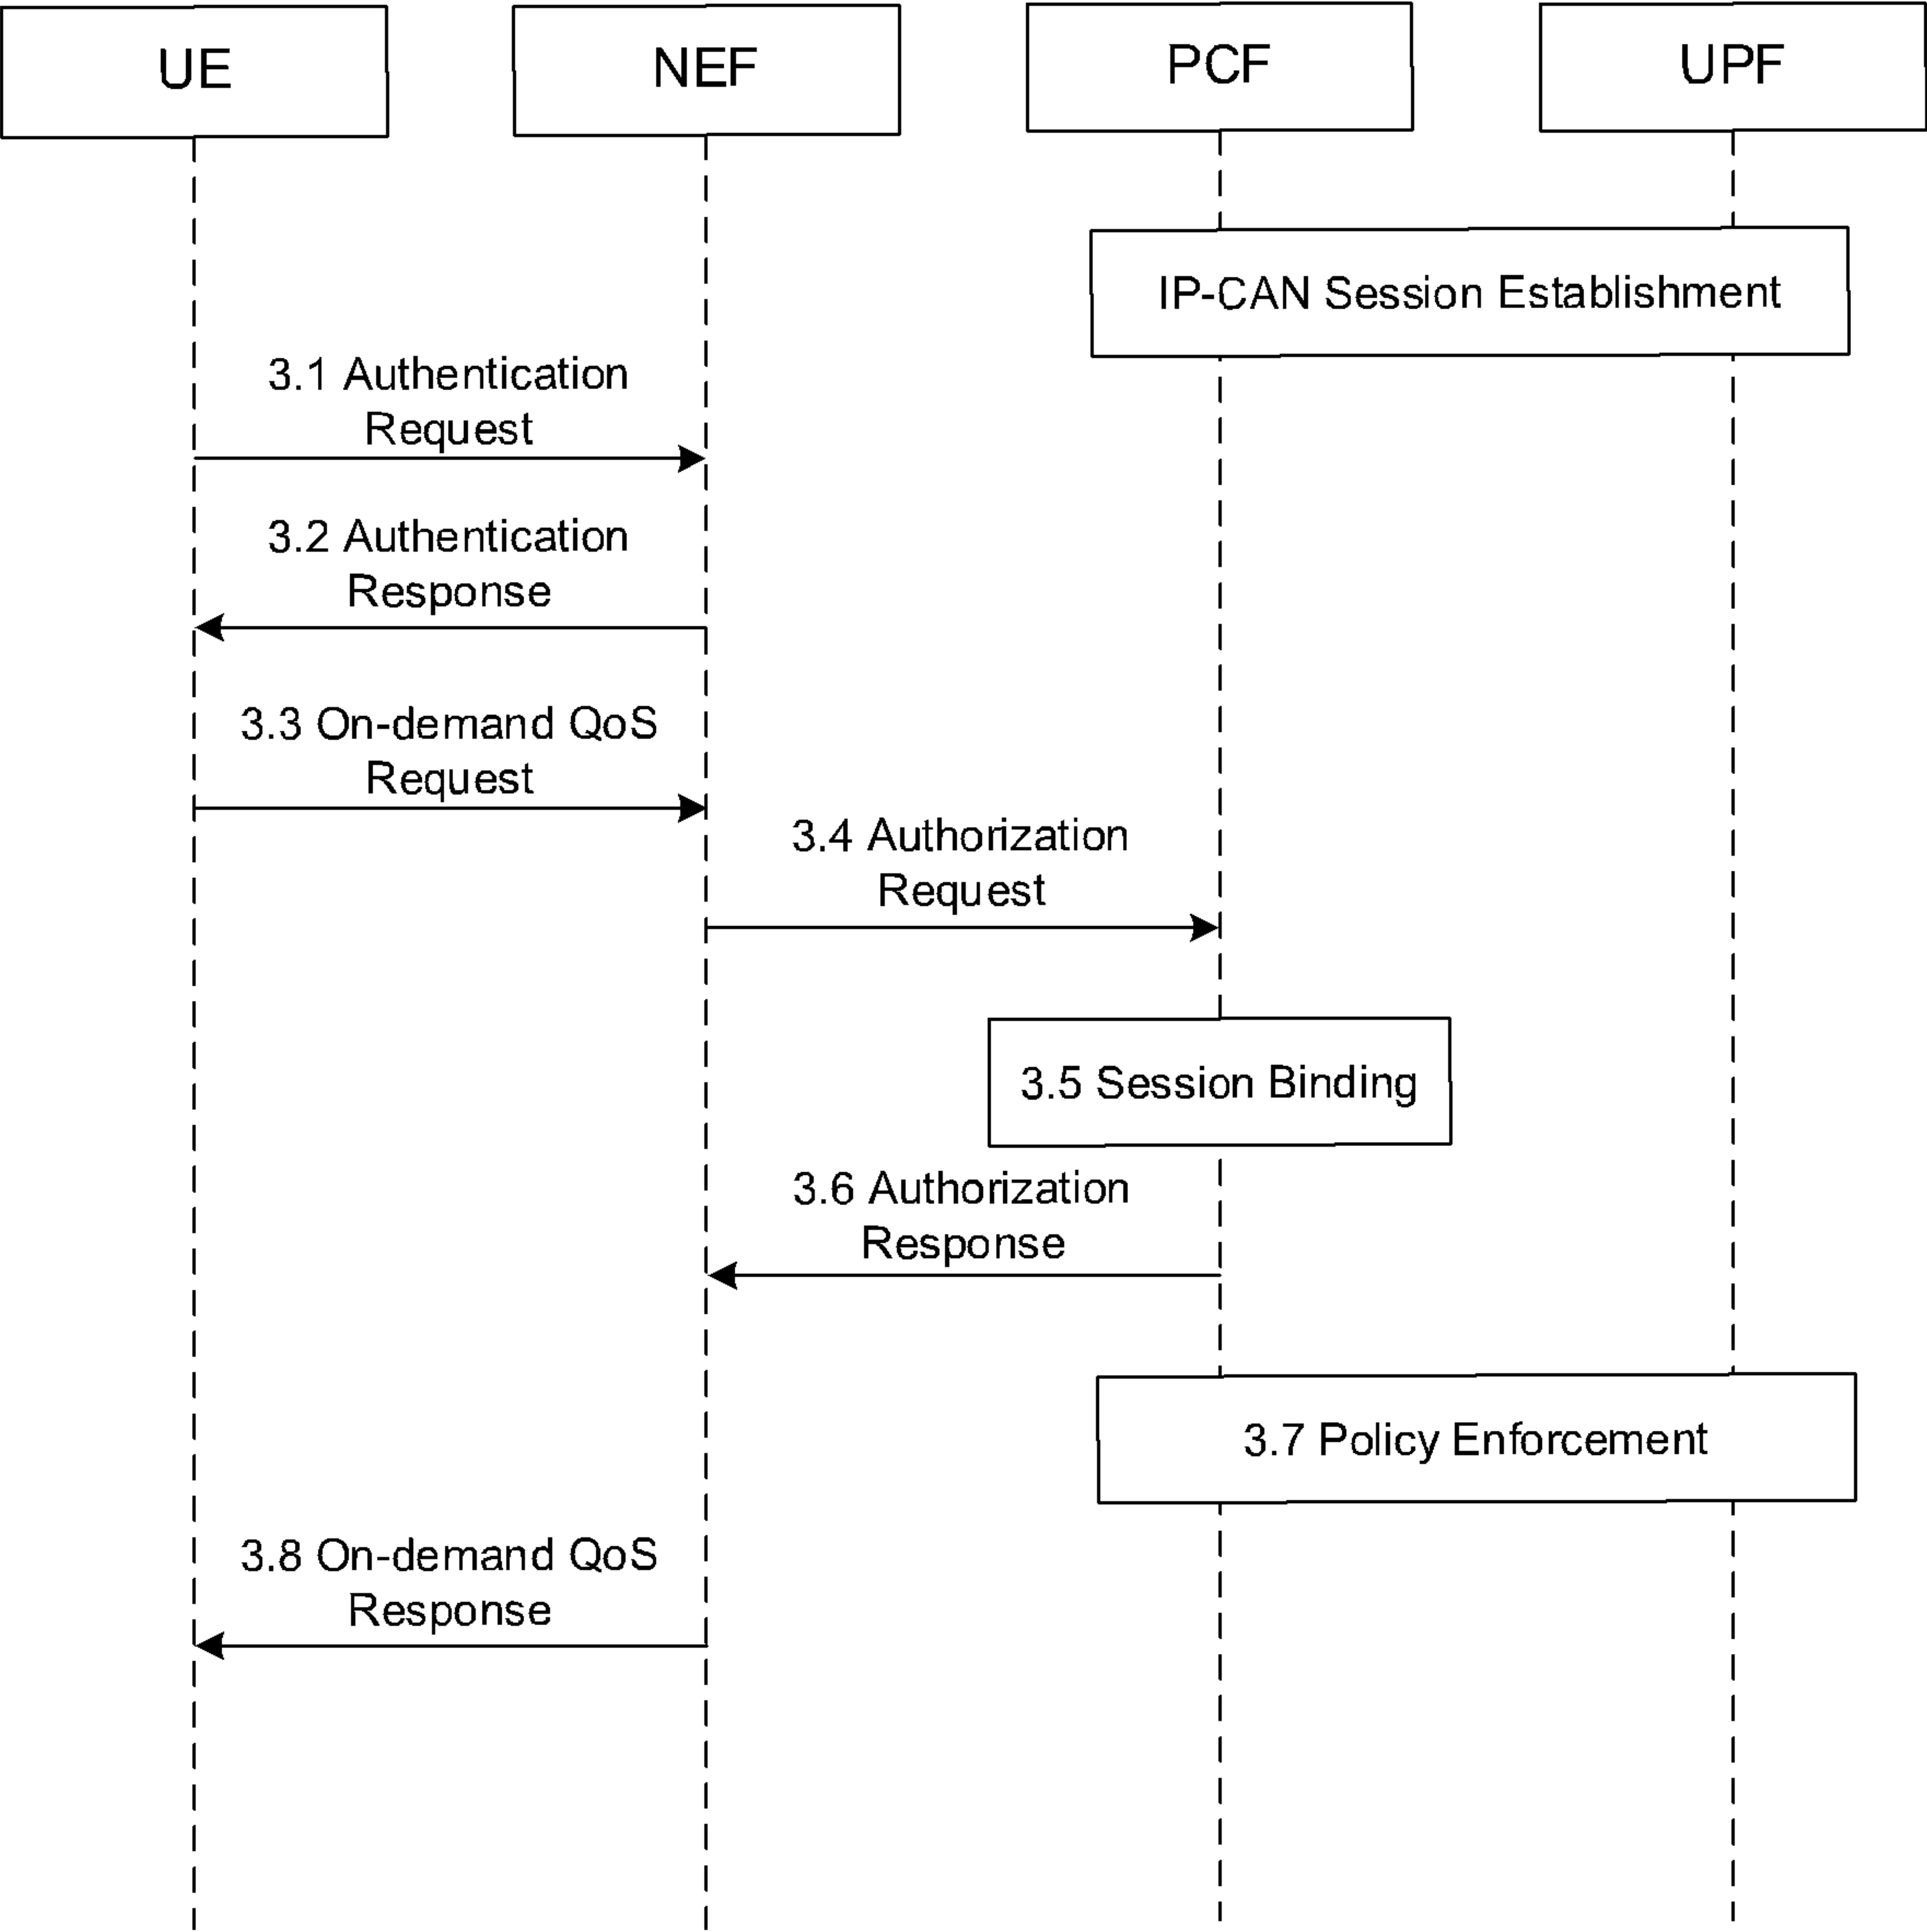 UE
NEF
PCF
UPF
IP-CAN Session Establishment
3.1 Authentication
Request
3.2 Authentication
Response
3.3 On-demand QoS
Request
3.4 Authorization
Request
3.5 Session Binding
3.6 Authorization
Response
3.7 Policy Enforcement
3.8 On-demand QoS
Response